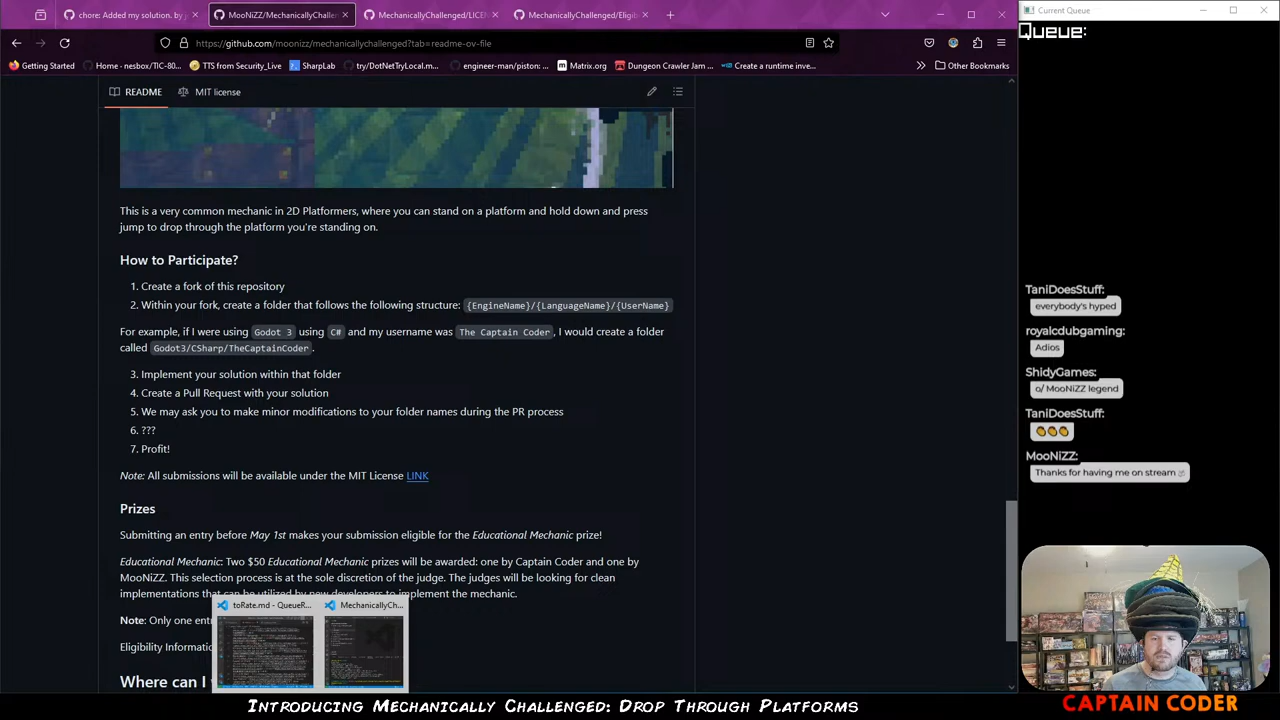 chore: Added my solution. by j
MooNiZZ/MechanicallyChallen
MechanicallyChallenged/LICEN
MechanicallyChallenged/Eligib
Current Queue
https://github.com/moonizz/mechanicallychallenged?tab=readme-ov-file
Getting Started
Home - nesbox/TIC-80...
TTS from Security_Live
SharpLab
try/DotNetTryLocal.m...
engineer-man/piston: ...
Matrix.org
Dungeon Crawler Jam ...
Create a runtime inve...
Other Bookmarks
README
MIT license
This is a very common mechanic in 2D Platformers, where you can stand on a platform and hold down and press
jump to drop through the platform you're standing on.
How to Participate?
1. Create a fork of this repository
2. Within your fork, create a folder that follows the following structure: {EngineName}/{LanguageName}/{UserName}
For example, if I were using Godot 3 using C# and my username was The Captain Coder, I would create a folder
called Godot3/CSharp/TheCaptainCoder.
3. Implement your solution within that folder
4. Create a Pull Request with your solution
5. We may ask you to make minor modifications to your folder names during the PR process
6. ???
7. Profit!
Note: All submissions will be available under the MIT License LINK
Prizes
Submitting an entry before May 1st makes your submission eligible for the Educational Mechanic prize!
Educational Mechanic: Two $50 Educational Mechanic prizes will be awarded: one by Captain Coder and one by
MooNiZZ. This selection process is at the sole discretion of the judge. The judges will be looking for clean
implementations that can be utilized by new developers to implement the mechanic.
Note: Only one ent
Eligibility Informatic
Where can I
toRate.md - QueueR...
MechanicallyCh...
Queue:
TaniDoesStuff:
everybody's hyped
royalcdubgaming:
Adios
ShidyGames:
o/ MooNiZZ legend
TaniDoesStuff:
👏👏👏
MooNiZZ:
Thanks for having me on stream
Introducing Mechanically Challenged: Drop Through Platforms
CAPTAIN CODER